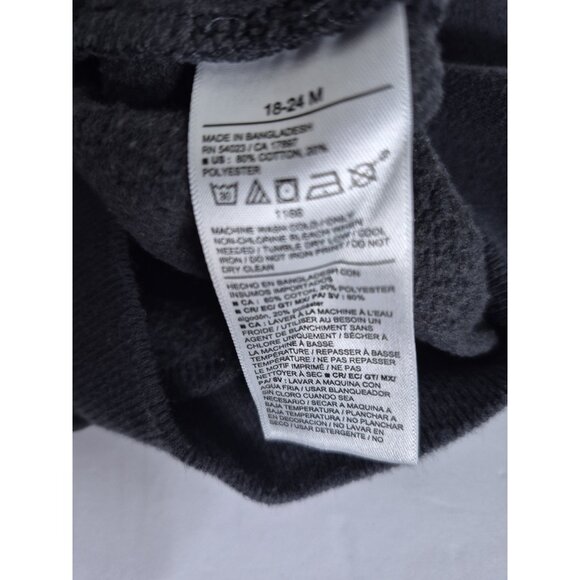 18-24 M
MADE IN BANGLADESH
RN 54023 / CA 17897
■ US : 80% COTTON, 20%
POLYESTER
30
MACHINE WASH COLD / ONLY
NON-CHLORINE BLEACH WHEN
NEEDED / TUMBLE DRY LOW / COOL
IRON / DO NOT IRON PRINT / DO NOT
DRY CLEAN
HECHO EN BANGLADESH CON
INSUMOS IMPORTADOS
■ CA : 80% COTTON, 20% POLYESTER
■ CR/ EC/ GT/ MX/ PA/ SV : 80%
algodón, 20% poliéster
■ CA : LAVER À LA MACHINE À L'EAU
FROIDE / UTILISER AU BESOIN UN
AGENT DE BLANCHIMENT SANS
CHLORE UNIQUEMENT / SÉCHER À
LA MACHINE À BASSE
TEMPÉRATURE / REPASSER À BASSE
TEMPÉRATURE / NE PAS REPASSER
LE MOTIF IMPRIMÉ / NE PAS
NETTOYER À SEC ■ CR/ EC/ GT/ MX/
PA/ SV : LAVAR A MAQUINA CON
AGUA FRIA / USAR BLANQUEADOR
SIN CLORO CUANDO SEA
NECESARIO / SECAR A MAQUINA A
BAJA TEMPERATURA / PLANCHAR A
BAJA TEMPERATURA / NO PLANCHAR
EN DECORACIÓN / NO LAVAR EN
SECO / USAR DETERGENTE / NO